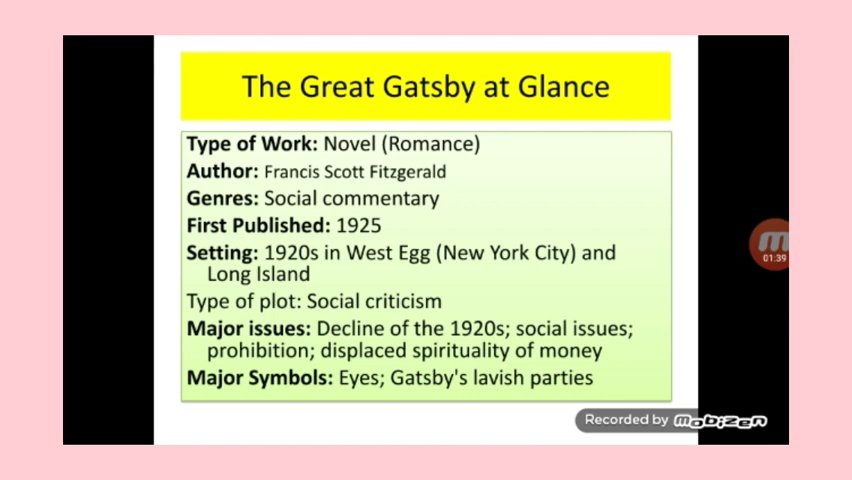 The Great Gatsby at Glance
Type of Work: Novel (Romance)
Author: Francis Scott Fitzgerald
Genres: Social commentary
First Published: 1925
Setting: 1920s in West Egg (New York City) and
Long Island
Type of plot: Social criticism
Major issues: Decline of the 1920s; social issues;
prohibition; displaced spirituality of money
Major Symbols: Eyes; Gatsby's lavish parties
01:39
Recorded by mobizen